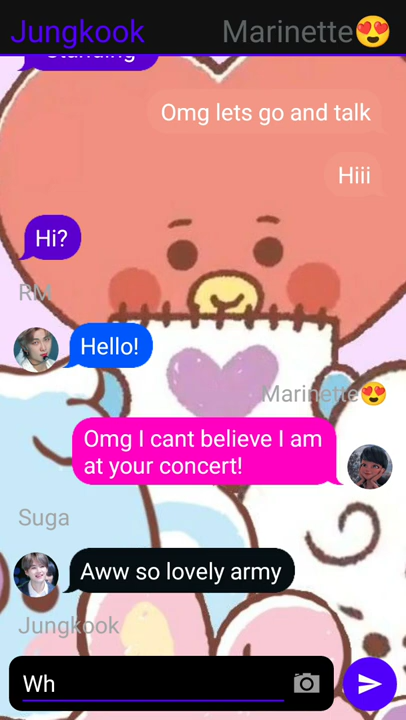 Jungkook Marinette😍
Standing
Omg lets go and talk
Hiii
Hi?
RM
Hello!
Marinette😍
Omg I cant believe I am
at your concert!
Suga
Aww so lovely army
Jungkook
Wh